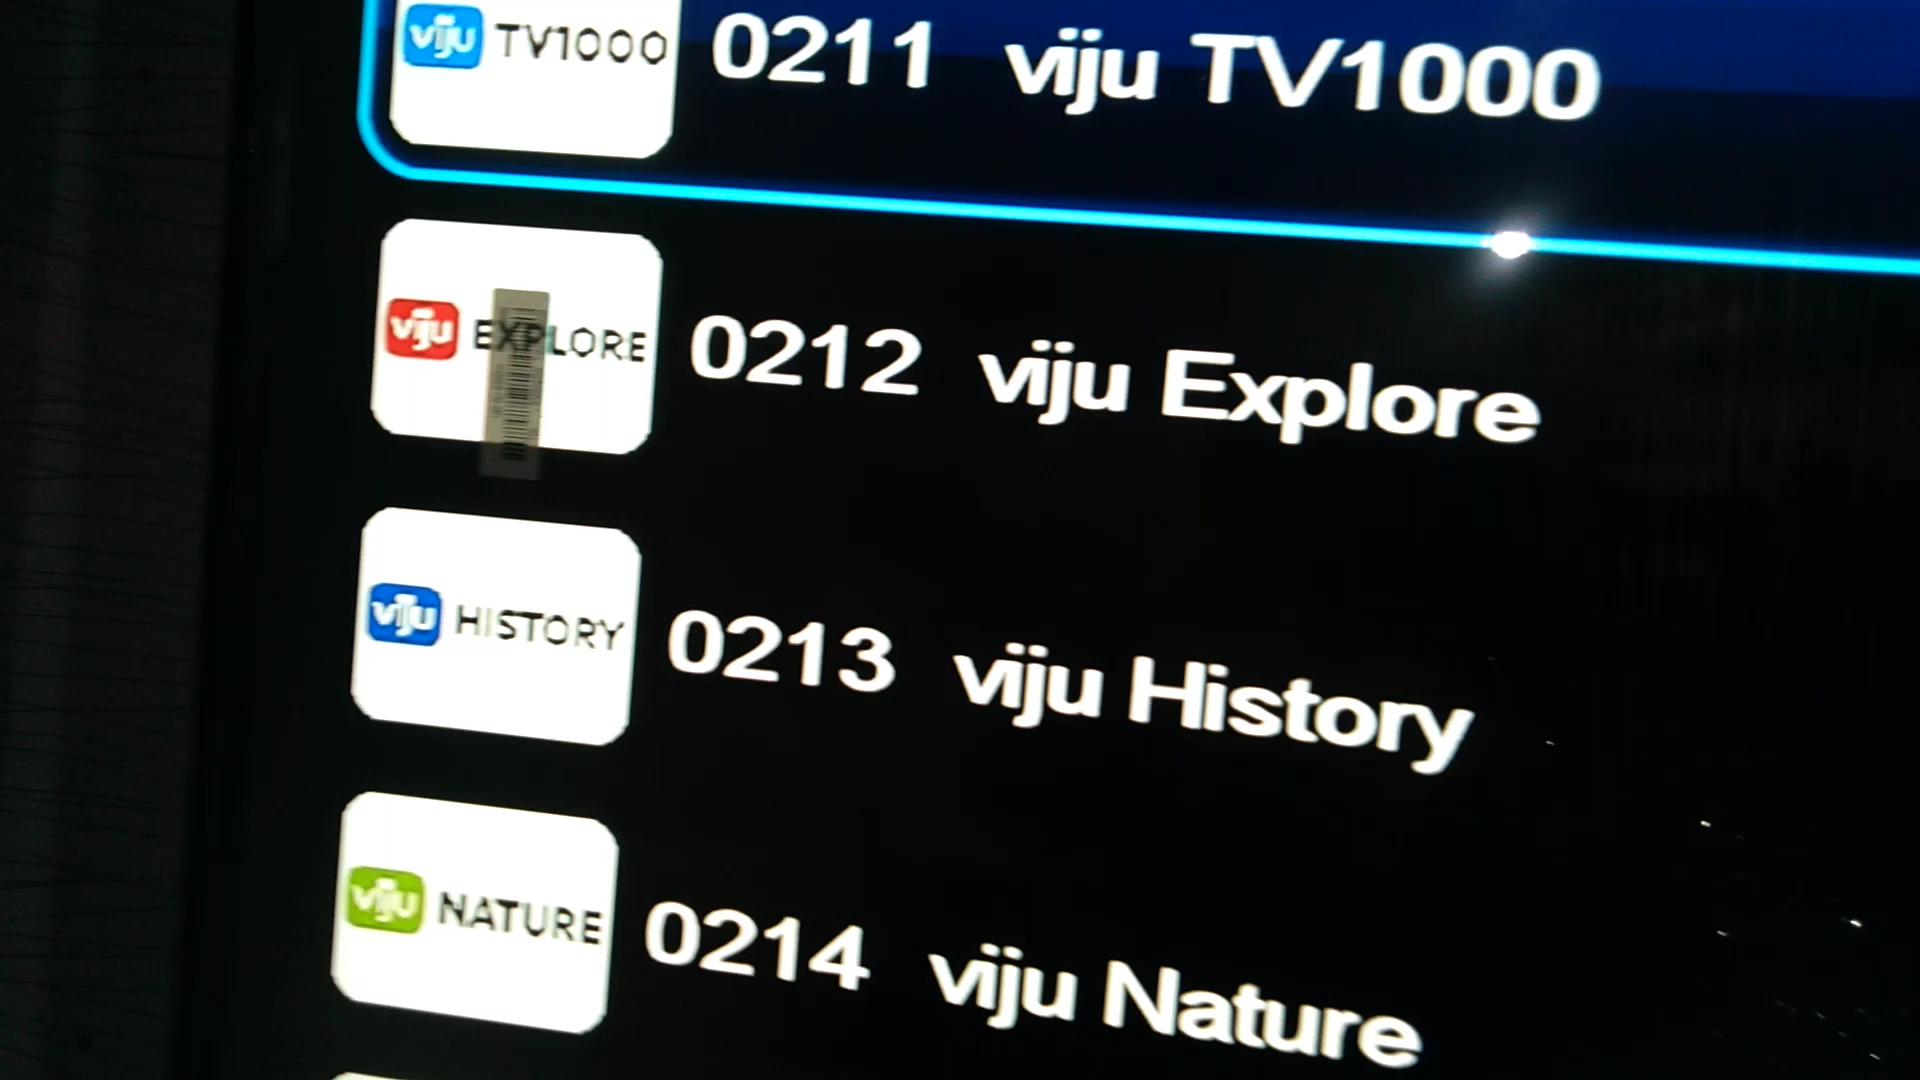 viju TV1000 0211 viju TV1000
viju EXPLORE 0212 viju Explore
viju HISTORY 0213 viju History
viju NATURE 0214 viju Nature